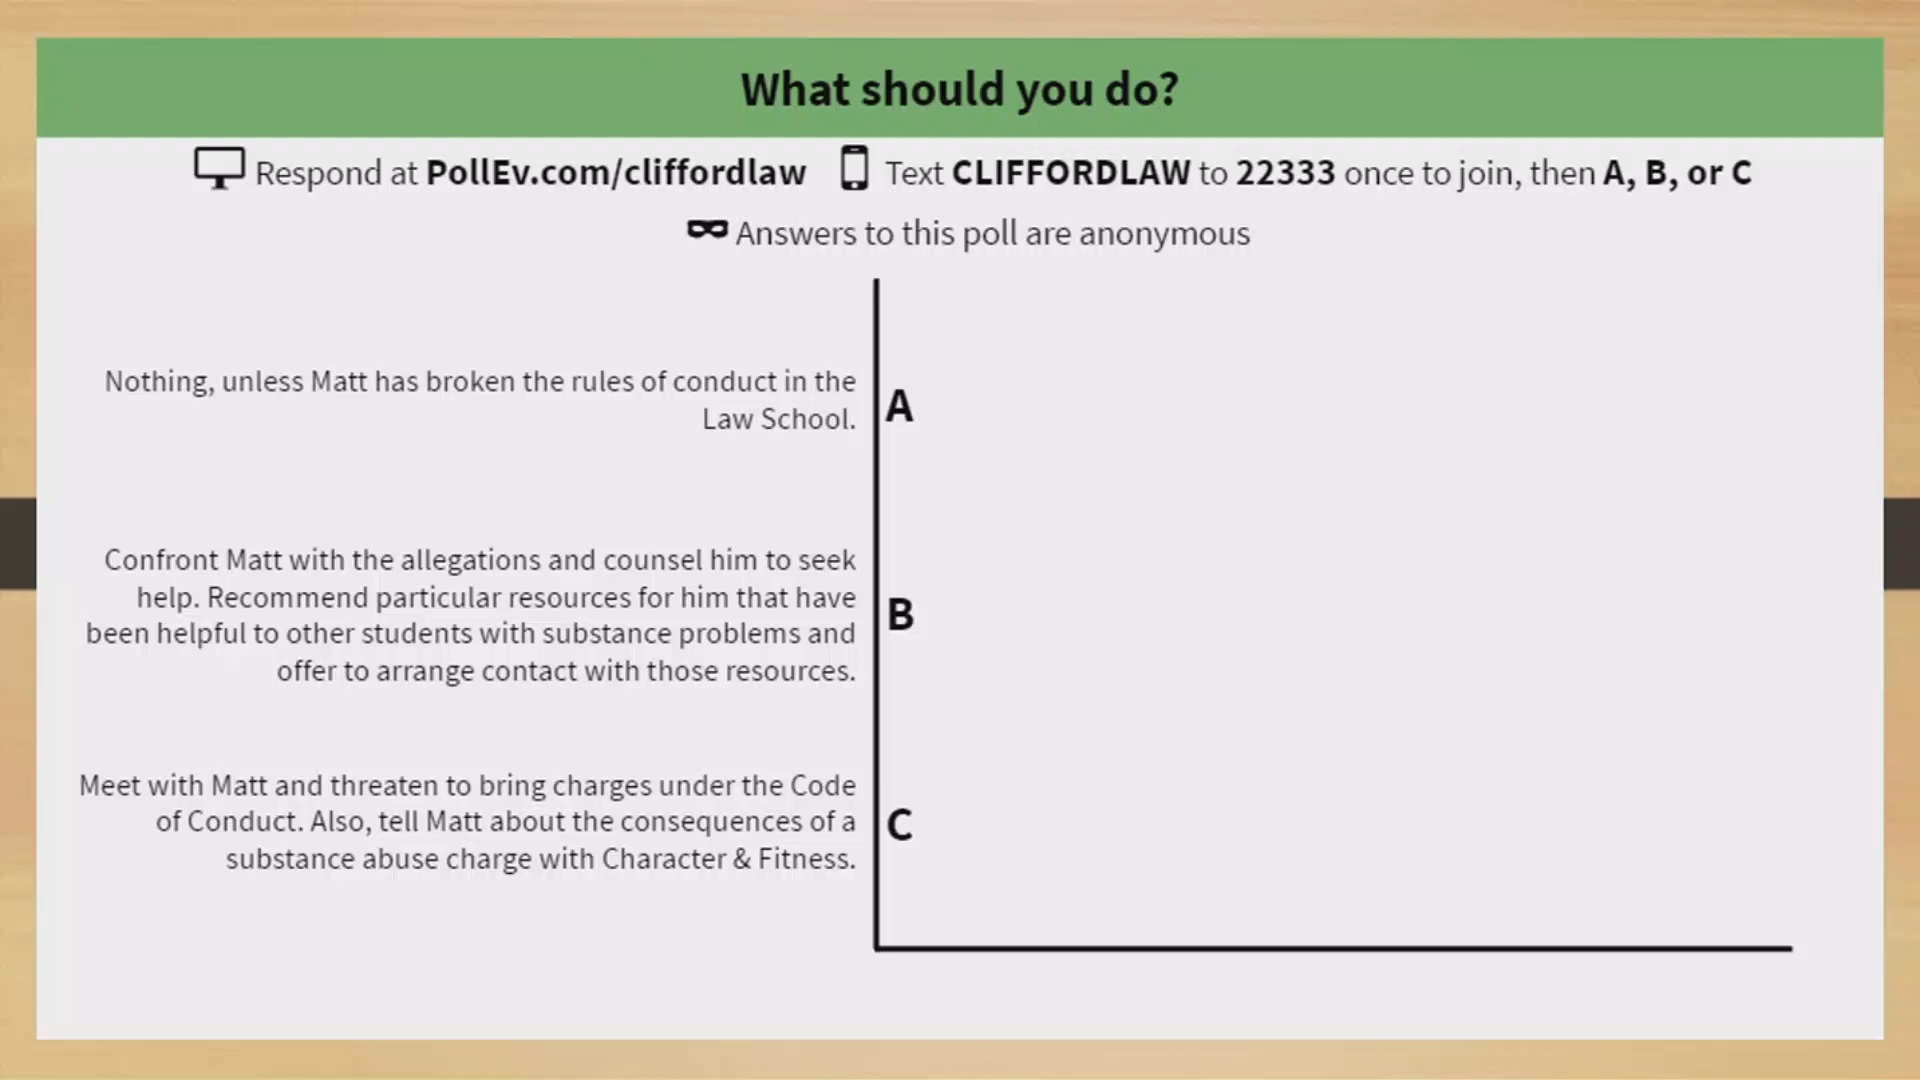 What should you do?
Respond at PollEv.com/cliffordlaw Text CLIFFORDLAW to 22333 once to join, then A, B, or C
Answers to this poll are anonymous
Nothing, unless Matt has broken the rules of conduct in the
Law School.
A
Confront Matt with the allegations and counsel him to seek
help. Recommend particular resources for him that have
been helpful to other students with substance problems and
offer to arrange contact with those resources.
B
Meet with Matt and threaten to bring charges under the Code
of Conduct. Also, tell Matt about the consequences of a
substance abuse charge with Character & Fitness.
C